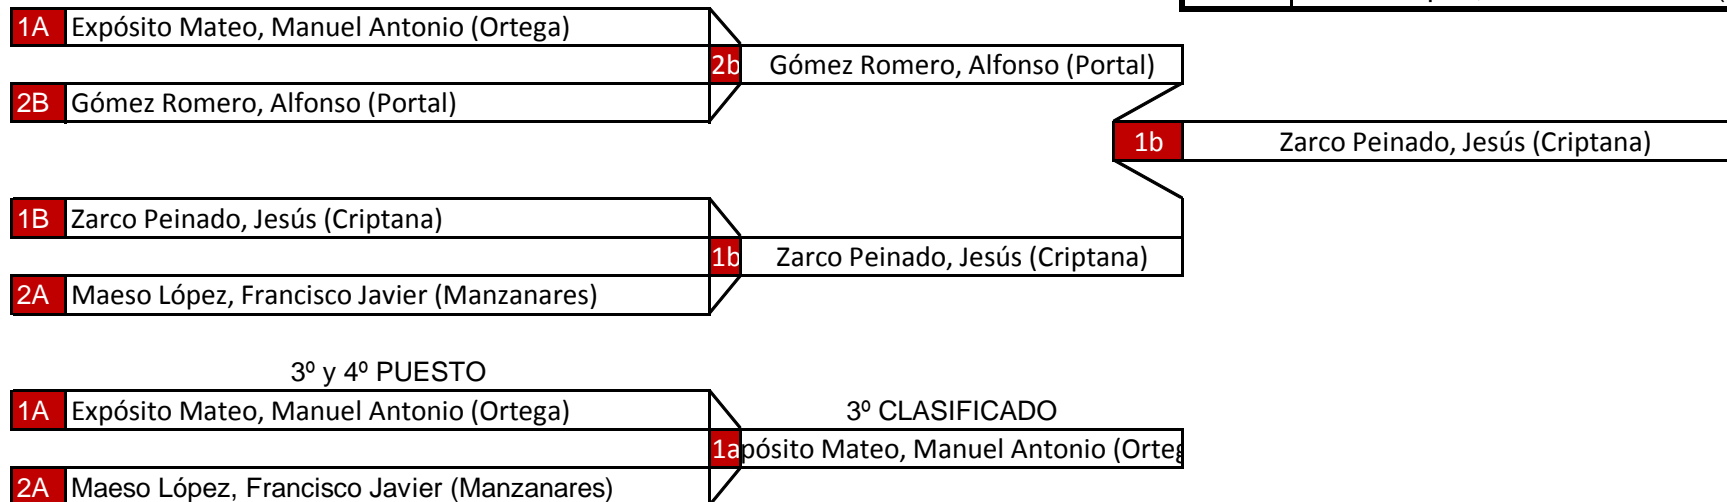 1A Expósito Mateo, Manuel Antonio (Ortega)
2b Gómez Romero, Alfonso (Portal)
2B Gómez Romero, Alfonso (Portal)
1b Zarco Peinado, Jesús (Criptana)
1B Zarco Peinado, Jesús (Criptana)
1b Zarco Peinado, Jesús (Criptana)
2A Maeso López, Francisco Javier (Manzanares)
3º y 4º PUESTO
1A Expósito Mateo, Manuel Antonio (Ortega)
3º CLASIFICADO
1a pósito Mateo, Manuel Antonio (Orteg
2A Maeso López, Francisco Javier (Manzanares)